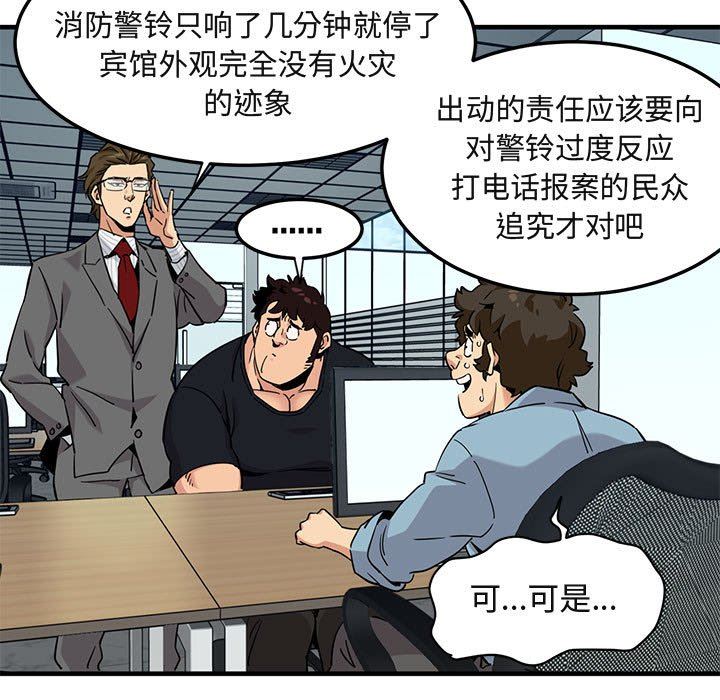 消防警铃只响了几分钟就停了
宾馆外观完全没有火灾
的迹象
出动的责任应该要向
对警铃过度反应
打电话报案的民众
追究才对吧
......
可...可是...